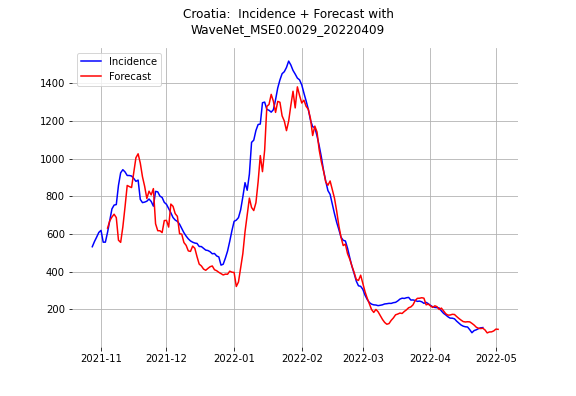 Croatia:  Incidence + Forecast with
WaveNet_MSE0.0029_20220409
Incidence
Forecast
1400
1200
1000
800
600
400
200
2021-11 2021-12 2022-01 2022-02 2022-03 2022-04 2022-05